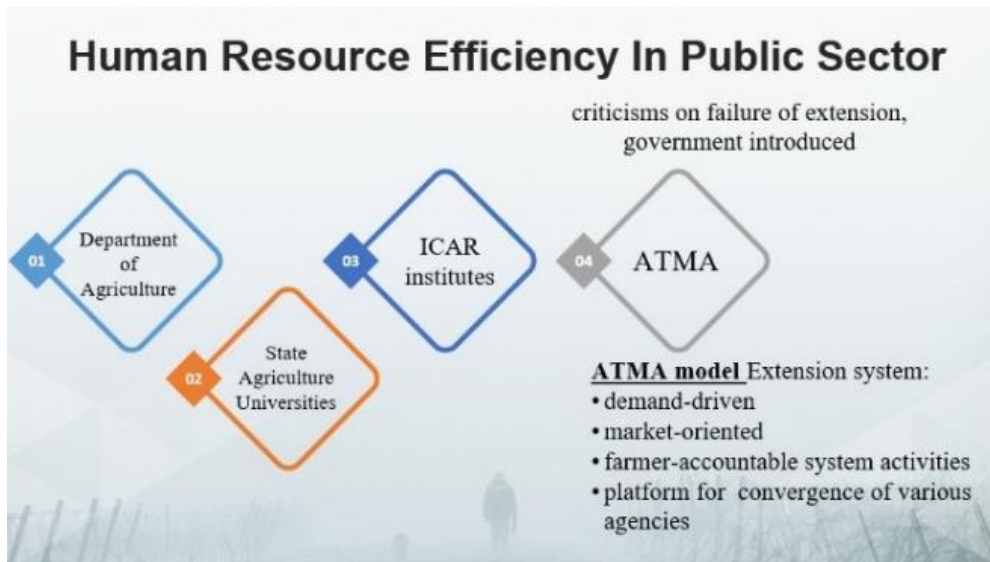 Human Resource Efficiency In Public Sector
criticisms on failure of extension,
government introduced
01
Department
of
Agriculture
02
State
Agriculture
Universities
03
ICAR
institutes
04
ATMA
ATMA model Extension system:
• demand-driven
• market-oriented
• farmer-accountable system activities
• platform for convergence of various
agencies